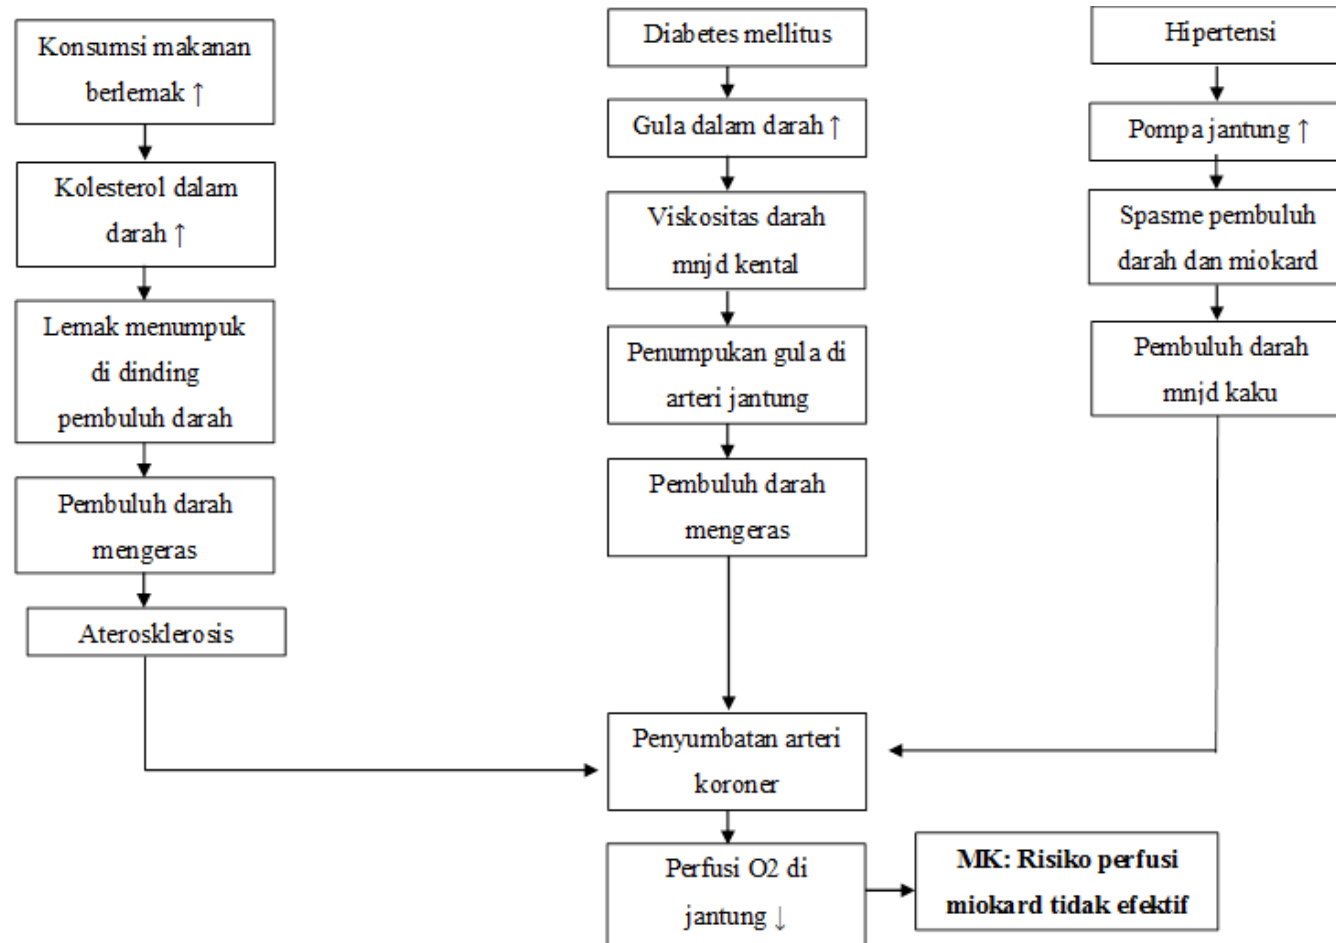 Konsumsi makanan
berlemak ↑
Kolesterol dalam
darah ↑
Lemak menumpuk
di dinding
pembuluh darah
Pembuluh darah
mengeras
Aterosklerosis
Diabetes mellitus
Gula dalam darah ↑
Viskositas darah
mnjd kental
Penumpukan gula di
arteri jantung
Pembuluh darah
mengeras
Hipertensi
Pompa jantung ↑
Spasme pembuluh
darah dan miokard
Pembuluh darah
mnjd kaku
Penyumbatan arteri
koroner
Perfusi O2 di
jantung ↓
MK: Risiko perfusi
miokard tidak efektif